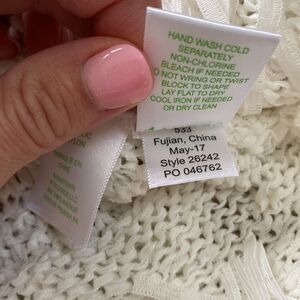 HAND WASH COLD
SEPARATELY
NON-CHLORINE
BLEACH IF NEEDED
DO NOT WRING OR TWIST
BLOCK TO SHAPE
LAY FLAT TO DRY
COOL IRON IF NEEDED
OR DRY CLEAN
533
Fujian, China
May-17
Style 26242
PO 046762